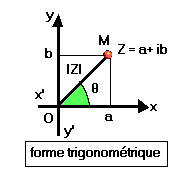 y
M
b
Z = a+ ib
|Z|
θ
x'
x
O
a
y'
forme trigonométrique